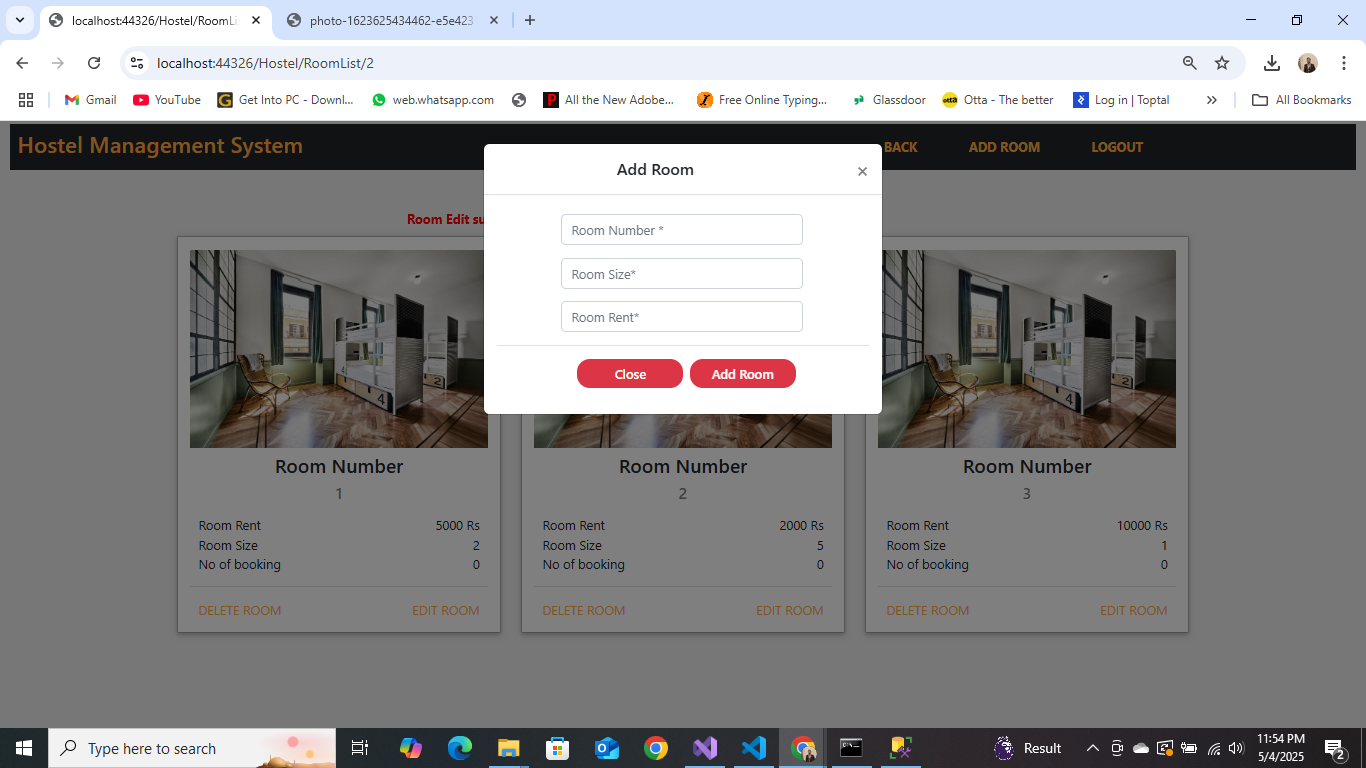 localhost:44326/Hostel/RoomLis
photo-1623625434462-e5e423
localhost:44326/Hostel/RoomList/2
Gmail YouTube Get Into PC - Downl... web.whatsapp.com All the New Adobe... Free Online Typing... Glassdoor Otta - The better Log in | Toptal » All Bookmarks
Hostel Management System BACK ADD ROOM LOGOUT
Add Room ×
Room Edit su
Room Number *
Room Size*
Room Rent*
Close Add Room
4 2 4 2
Room Number Room Number Room Number
1 2 3
Room Rent 5000 Rs Room Rent 2000 Rs Room Rent 10000 Rs
Room Size 2 Room Size 5 Room Size 1
No of booking 0 No of booking 0 No of booking 0
DELETE ROOM EDIT ROOM DELETE ROOM EDIT ROOM DELETE ROOM EDIT ROOM
Type here to search Result 11:54 PM
5/4/2025 2